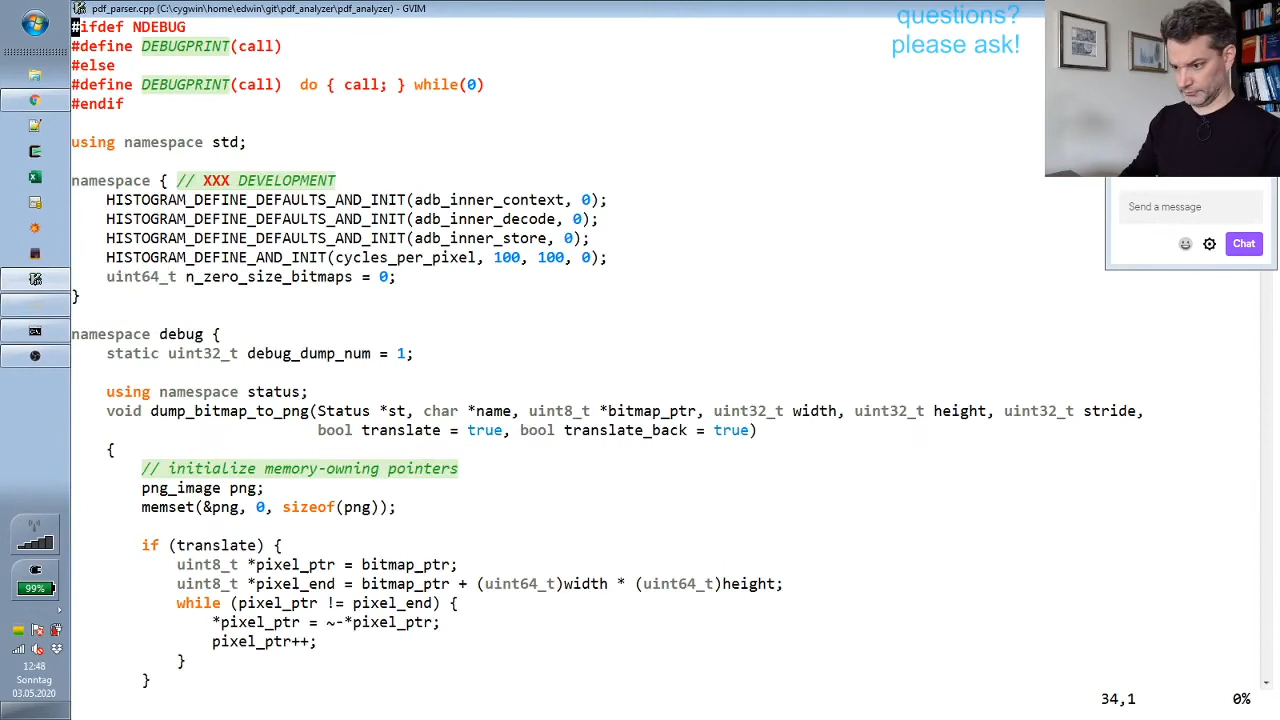 pdf_parser.cpp (C:\cygwin\home\edwin\git\pdf_analyzer\pdf_analyzer) - GVIM
questions?
please ask!
#ifdef NDEBUG
#define DEBUGPRINT(call)
#else
#define DEBUGPRINT(call)  do { call; } while(0)
#endif
using namespace std;
namespace { // XXX DEVELOPMENT
    HISTOGRAM_DEFINE_DEFAULTS_AND_INIT(adb_inner_context, 0);
    HISTOGRAM_DEFINE_DEFAULTS_AND_INIT(adb_inner_decode, 0);
    HISTOGRAM_DEFINE_DEFAULTS_AND_INIT(adb_inner_store, 0);
    HISTOGRAM_DEFINE_AND_INIT(cycles_per_pixel, 100, 100, 0);
    uint64_t n_zero_size_bitmaps = 0;
}
namespace debug {
    static uint32_t debug_dump_num = 1;
    using namespace status;
    void dump_bitmap_to_png(Status *st, char *name, uint8_t *bitmap_ptr, uint32_t width, uint32_t height, uint32_t stride,
                            bool translate = true, bool translate_back = true)
    {
        // initialize memory-owning pointers
        png_image png;
        memset(&png, 0, sizeof(png));
        if (translate) {
            uint8_t *pixel_ptr = bitmap_ptr;
            uint8_t *pixel_end = bitmap_ptr + (uint64_t)width * (uint64_t)height;
            while (pixel_ptr != pixel_end) {
                *pixel_ptr = ~-*pixel_ptr;
                pixel_ptr++;
            }
        }
34,1
0%
Send a message
Chat
99%
12:48
Sonntag
03.05.2020